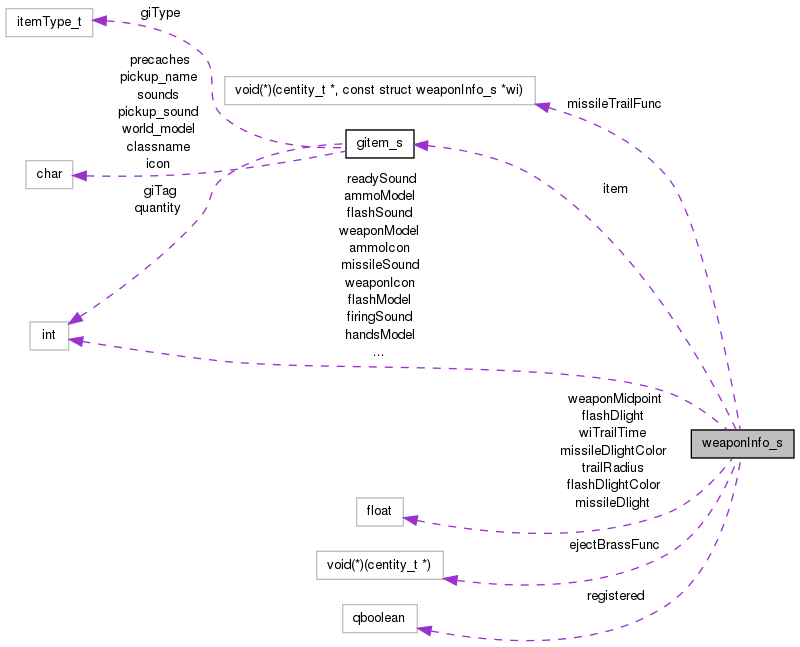 giType
itemType_t
precaches
pickup_name
sounds
pickup_sound
world_model
classname
icon
void(*)(centity_t *, const struct weaponInfo_s *wi)
missileTrailFunc
gitem_s
char
item
giTag
quantity
readySound
ammoModel
flashSound
weaponModel
ammoIcon
missileSound
weaponIcon
flashModel
firingSound
handsModel
...
int
weaponMidpoint
flashDlight
wiTrailTime
missileDlightColor
trailRadius
flashDlightColor
missileDlight
weaponInfo_s
float
ejectBrassFunc
void(*)(centity_t *)
registered
qboolean